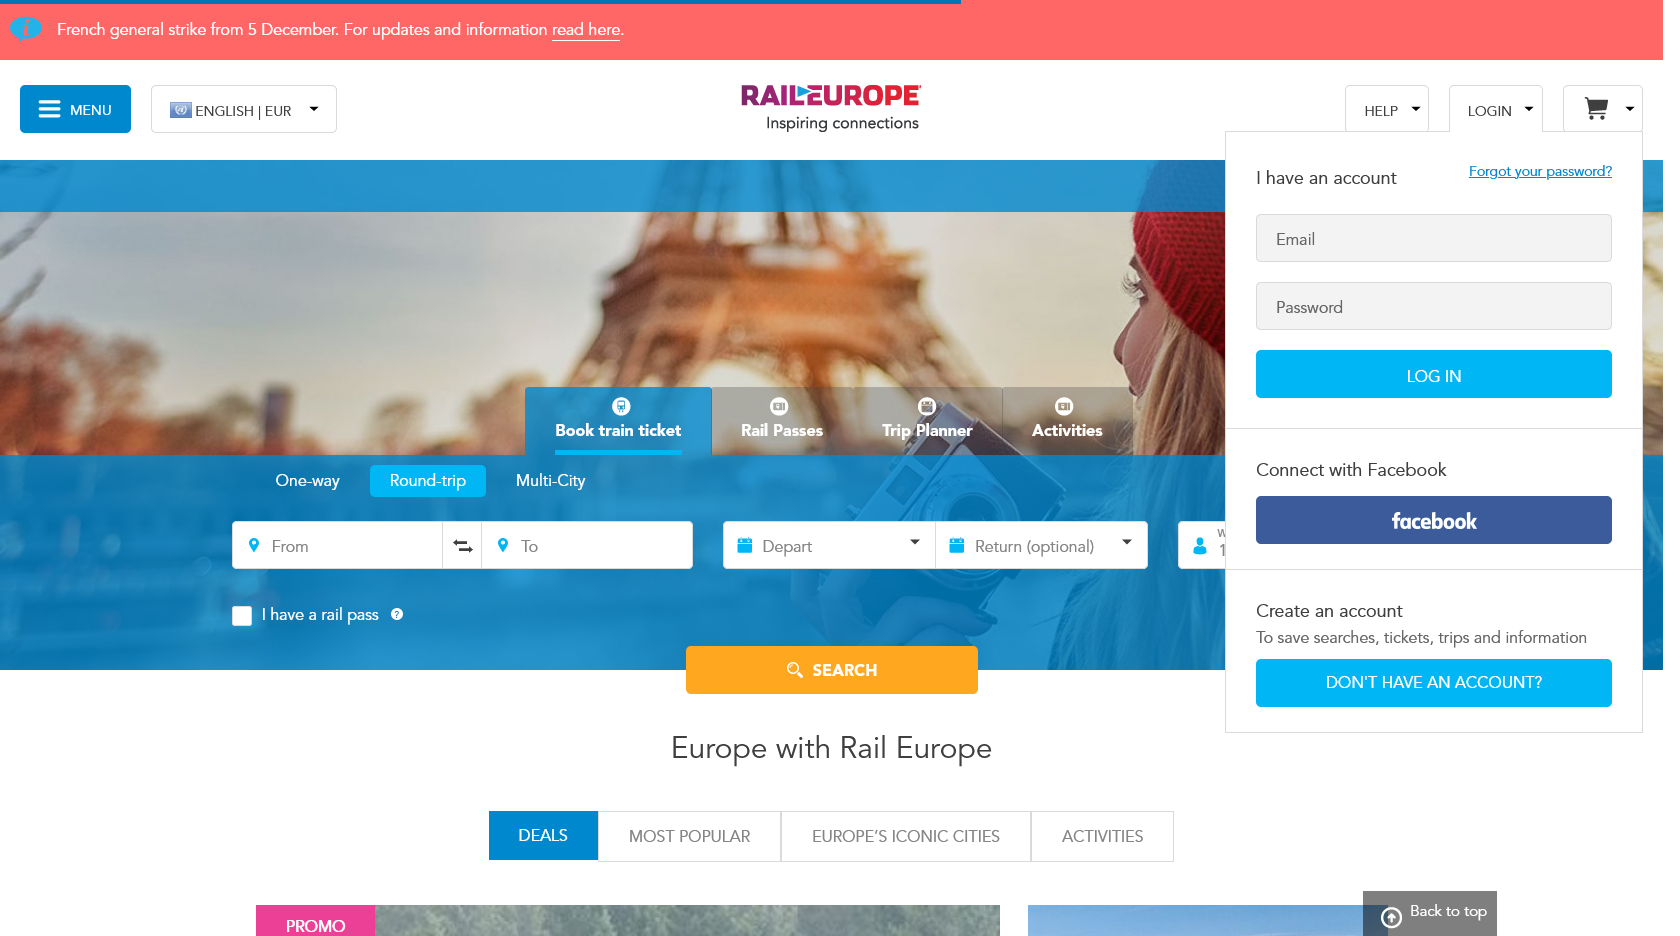 French general strike from 5 December. For updates and information read here.
MENU
ENGLISH | EUR
RAILEUROPE
Inspiring connections
HELP
LOGIN
I have an account
Forgot your password?
Email
Password
LOG IN
Connect with Facebook
facebook
Create an account
To save searches, tickets, trips and information
DON'T HAVE AN ACCOUNT?
Book train ticket
Rail Passes
Trip Planner
Activities
One-way
Round-trip
Multi-City
From
To
Depart
Return (optional)
I have a rail pass
SEARCH
Europe with Rail Europe
DEALS
MOST POPULAR
EUROPE’S ICONIC CITIES
ACTIVITIES
PROMO
Back to top